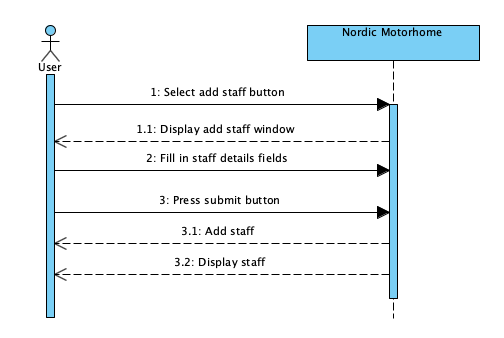 Nordic Motorhome
User
1: Select add staff button
1.1: Display add staff window
2: Fill in staff details fields
3: Press submit button
3.1: Add staff
3.2: Display staff